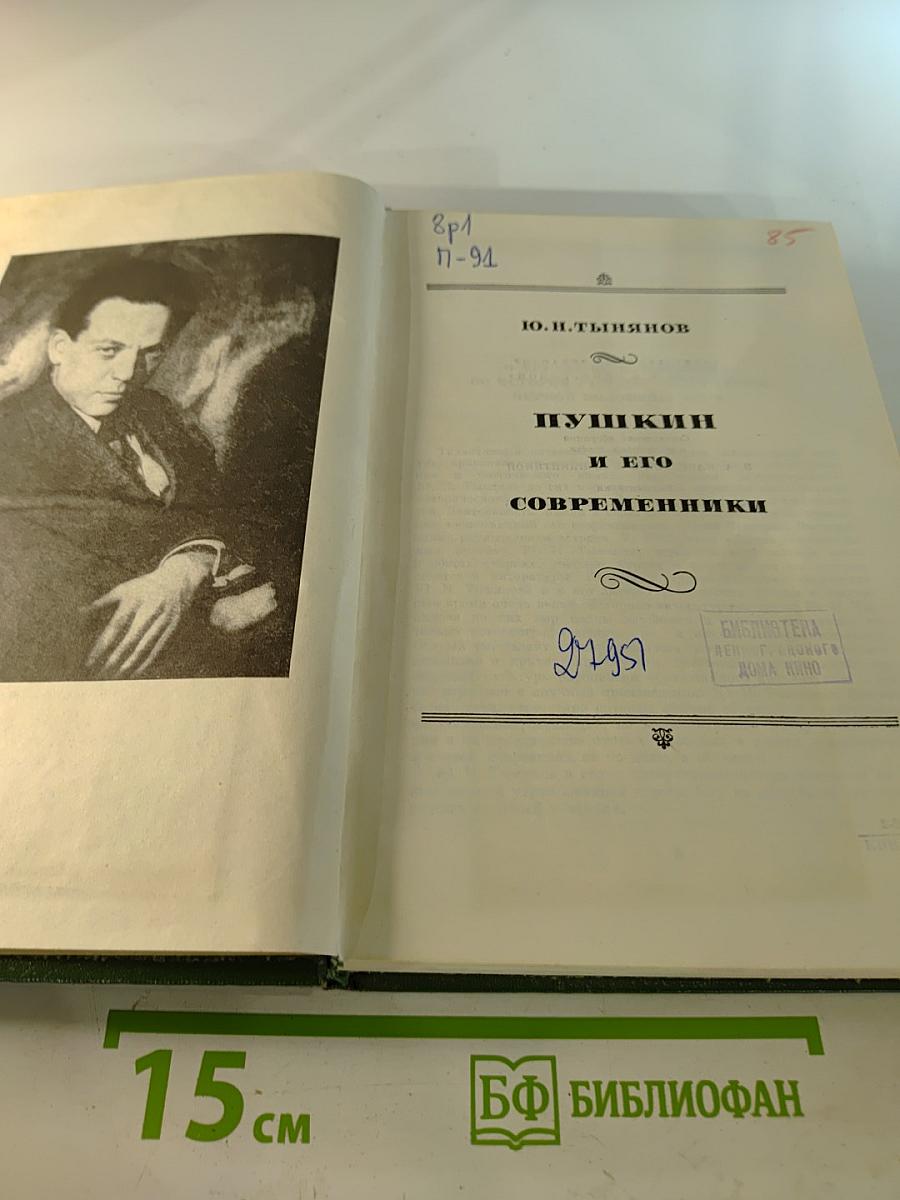 8р1
П-91
85
Ю.Н.ТЫНЯНОВ
ПУШКИН
И ЕГО
СОВРЕМЕННИКИ
27951
БИБЛИОТЕКА
ДОМА КИНО
15 см
БФ БИБЛИОФАН